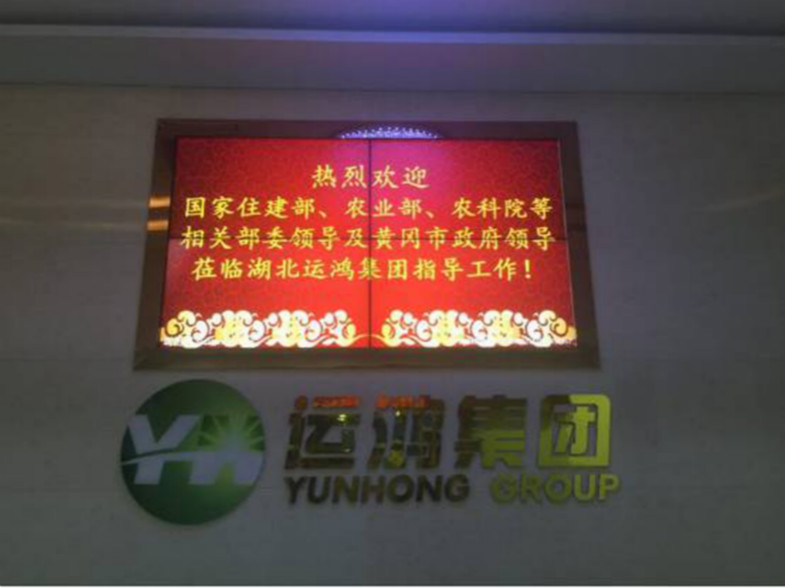 热烈欢迎
国家住建部、农业部、农科院等
相关部委领导及黄冈市政府领导
莅临湖北运鸿集团指导工作！
YH
运鸿集团
YUNHONG GROUP